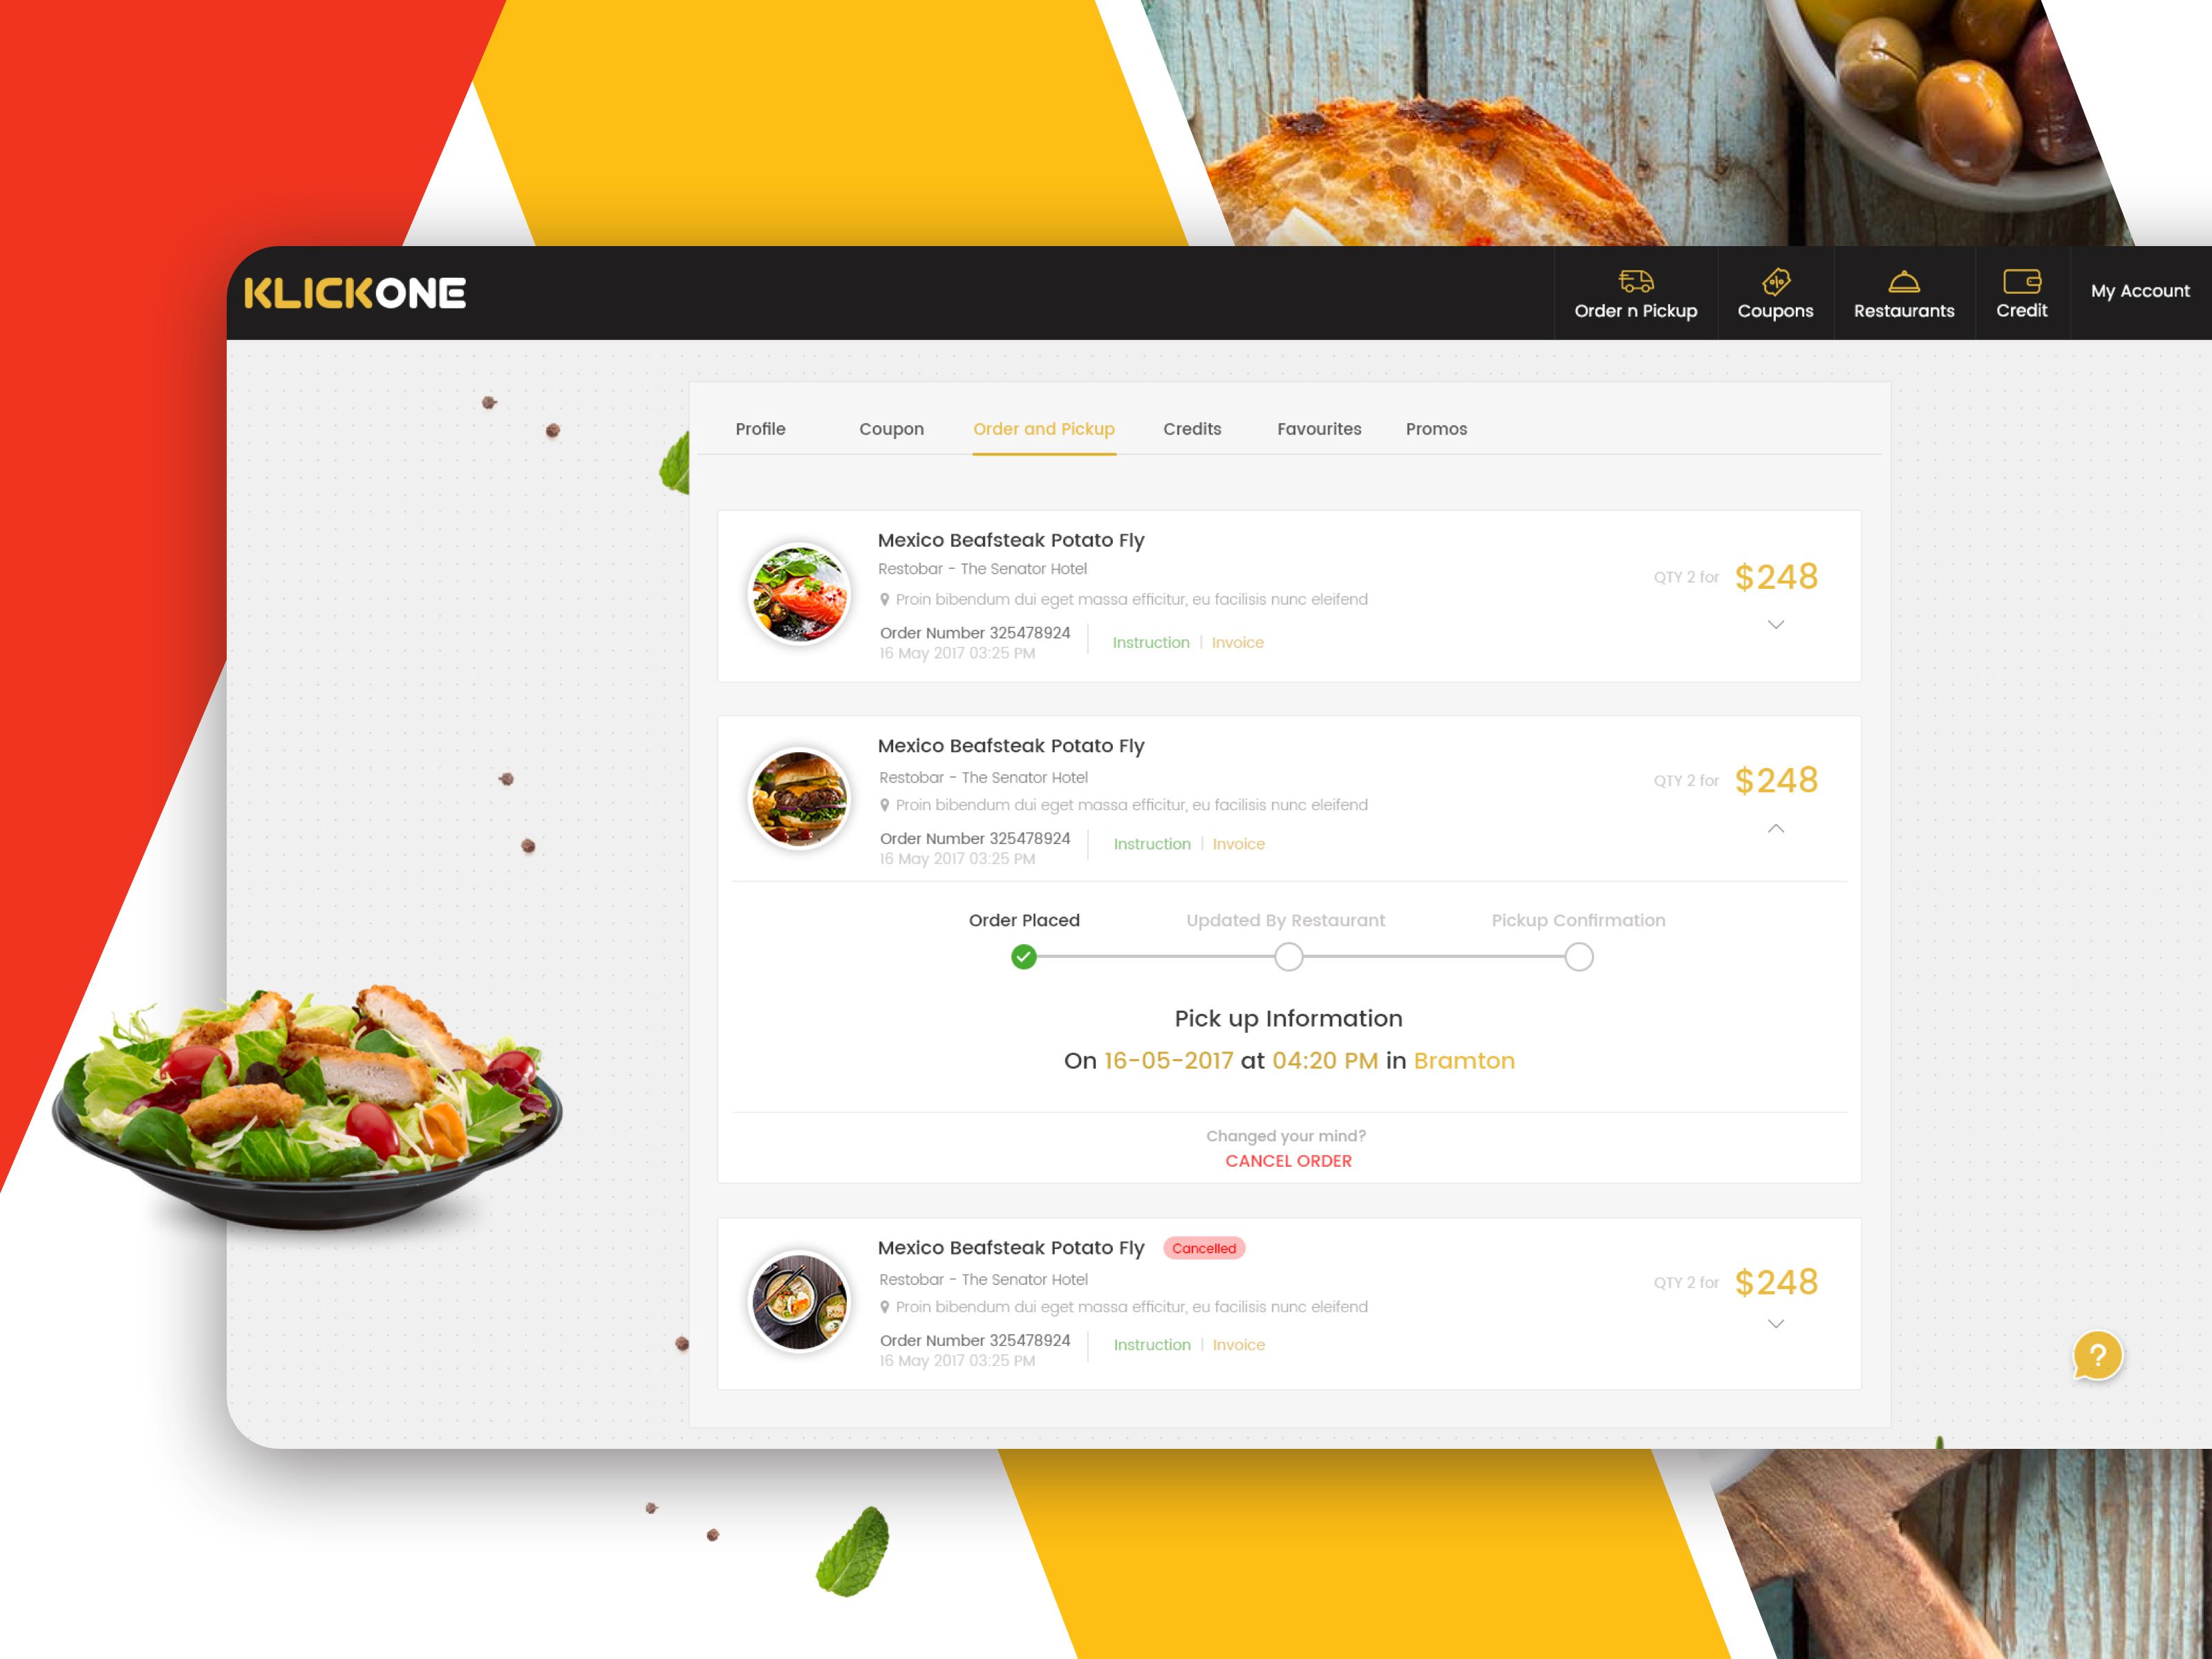 KLICKONE
Order n Pickup
Coupons
Restaurants
Credit
My Account
Profile
Coupon
Order and Pickup
Credits
Favourites
Promos
Mexico Beafsteak Potato Fly
Restobar - The Senator Hotel
Proin bibendum dui eget massa efficitur, eu facilisis nunc eleifend
Order Number 325478924
16 May 2017 03:25 PM
Instruction | Invoice
QTY 2 for $248
Mexico Beafsteak Potato Fly
Restobar - The Senator Hotel
Proin bibendum dui eget massa efficitur, eu facilisis nunc eleifend
Order Number 325478924
16 May 2017 03:25 PM
Instruction | Invoice
QTY 2 for $248
Order Placed
Updated By Restaurant
Pickup Confirmation
Pick up Information
On 16-05-2017 at 04:20 PM in Bramton
Changed your mind?
CANCEL ORDER
Mexico Beafsteak Potato Fly Cancelled
Restobar - The Senator Hotel
Proin bibendum dui eget massa efficitur, eu facilisis nunc eleifend
Order Number 325478924
16 May 2017 03:25 PM
Instruction | Invoice
QTY 2 for $248
?